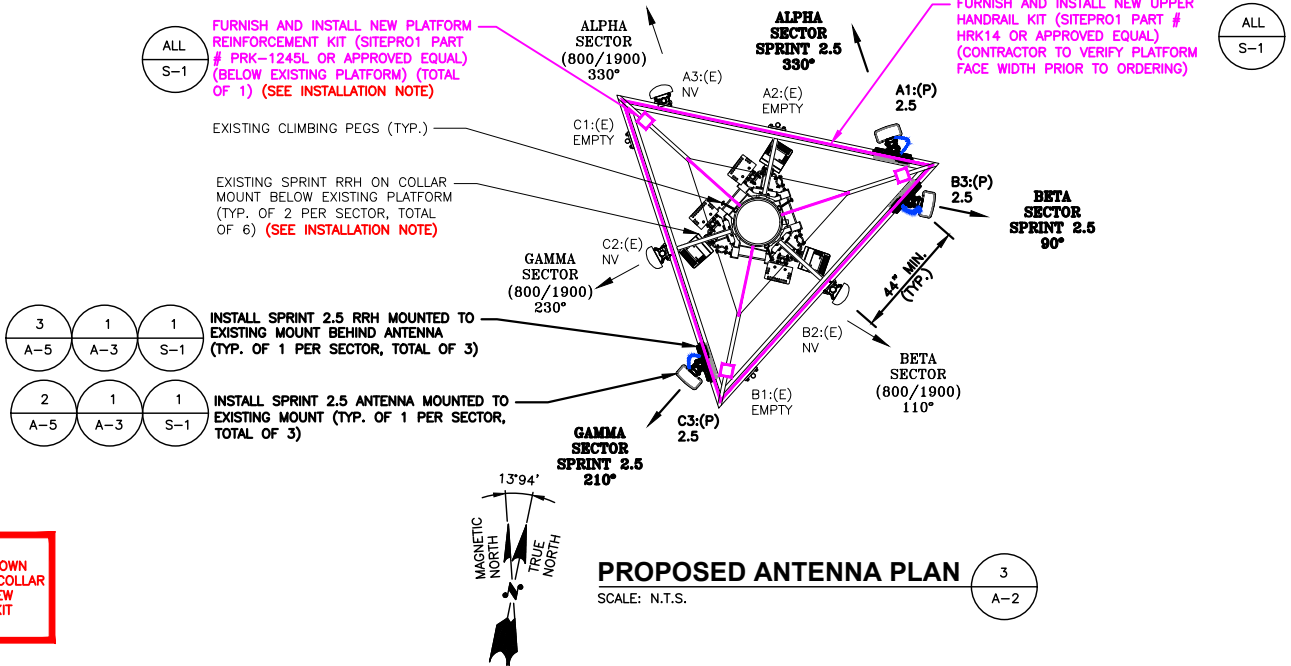 ALL
S-1
FURNISH AND INSTALL NEW PLATFORM
REINFORCEMENT KIT (SITEPRO1 PART
# PRK-1245L OR APPROVED EQUAL)
(BELOW EXISTING PLATFORM) (TOTAL
OF 1) (SEE INSTALLATION NOTE)
EXISTING CLIMBING PEGS (TYP.)
EXISTING SPRINT RRH ON COLLAR
MOUNT BELOW EXISTING PLATFORM
(TYP. OF 2 PER SECTOR, TOTAL
OF 6) (SEE INSTALLATION NOTE)
ALPHA
SECTOR
(800/1900)
330°
ALPHA
SECTOR
SPRINT 2.5
330°
FURNISH AND INSTALL NEW UPPER
HANDRAIL KIT (SITEPRO1 PART #
HRK14 OR APPROVED EQUAL)
(CONTRACTOR TO VERIFY PLATFORM
FACE WIDTH PRIOR TO ORDERING)
ALL
S-1
A3:(E)
NV
A2:(E)
EMPTY
A1:(P)
2.5
C1:(E)
EMPTY
B3:(P)
2.5
BETA
SECTOR
SPRINT 2.5
90°
C2:(E)
NV
GAMMA
SECTOR
(800/1900)
230°
44" MIN.
(TYP.)
B2:(E)
NV
BETA
SECTOR
(800/1900)
110°
3
A-5
1
A-3
1
S-1
INSTALL SPRINT 2.5 RRH MOUNTED TO
EXISTING MOUNT BEHIND ANTENNA
(TYP. OF 1 PER SECTOR, TOTAL OF 3)
2
A-5
1
A-3
1
S-1
INSTALL SPRINT 2.5 ANTENNA MOUNTED TO
EXISTING MOUNT (TYP. OF 1 PER SECTOR,
TOTAL OF 3)
B1:(E)
EMPTY
C3:(P)
2.5
GAMMA
SECTOR
SPRINT 2.5
210°
13°94'
MAGNETIC
NORTH
TRUE
NORTH
N
OWN
COLLAR
EW
KIT
PROPOSED ANTENNA PLAN
SCALE: N.T.S.
3
A-2